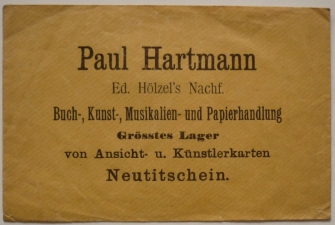 Paul Hartmann
Ed. Hölzel's Nachf.
Buch-, Kunst-, Musikalien- und Papierhandlung
Grösstes Lager
von Ansicht- u. Künstlerkarten
Neutitschein.